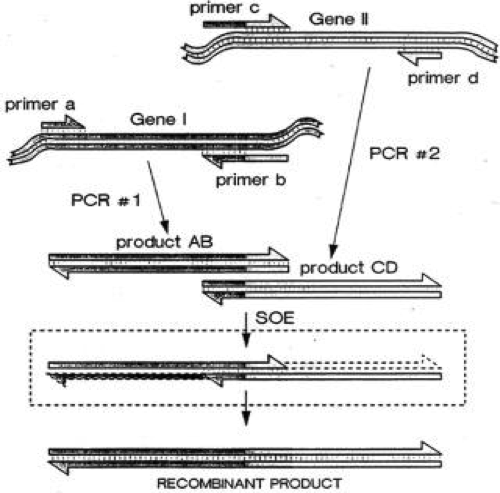 primer c
Gene II
primer d
primer a
Gene I
primer b
PCR #1
PCR #2
product AB
product CD
SOE
RECOMBINANT PRODUCT